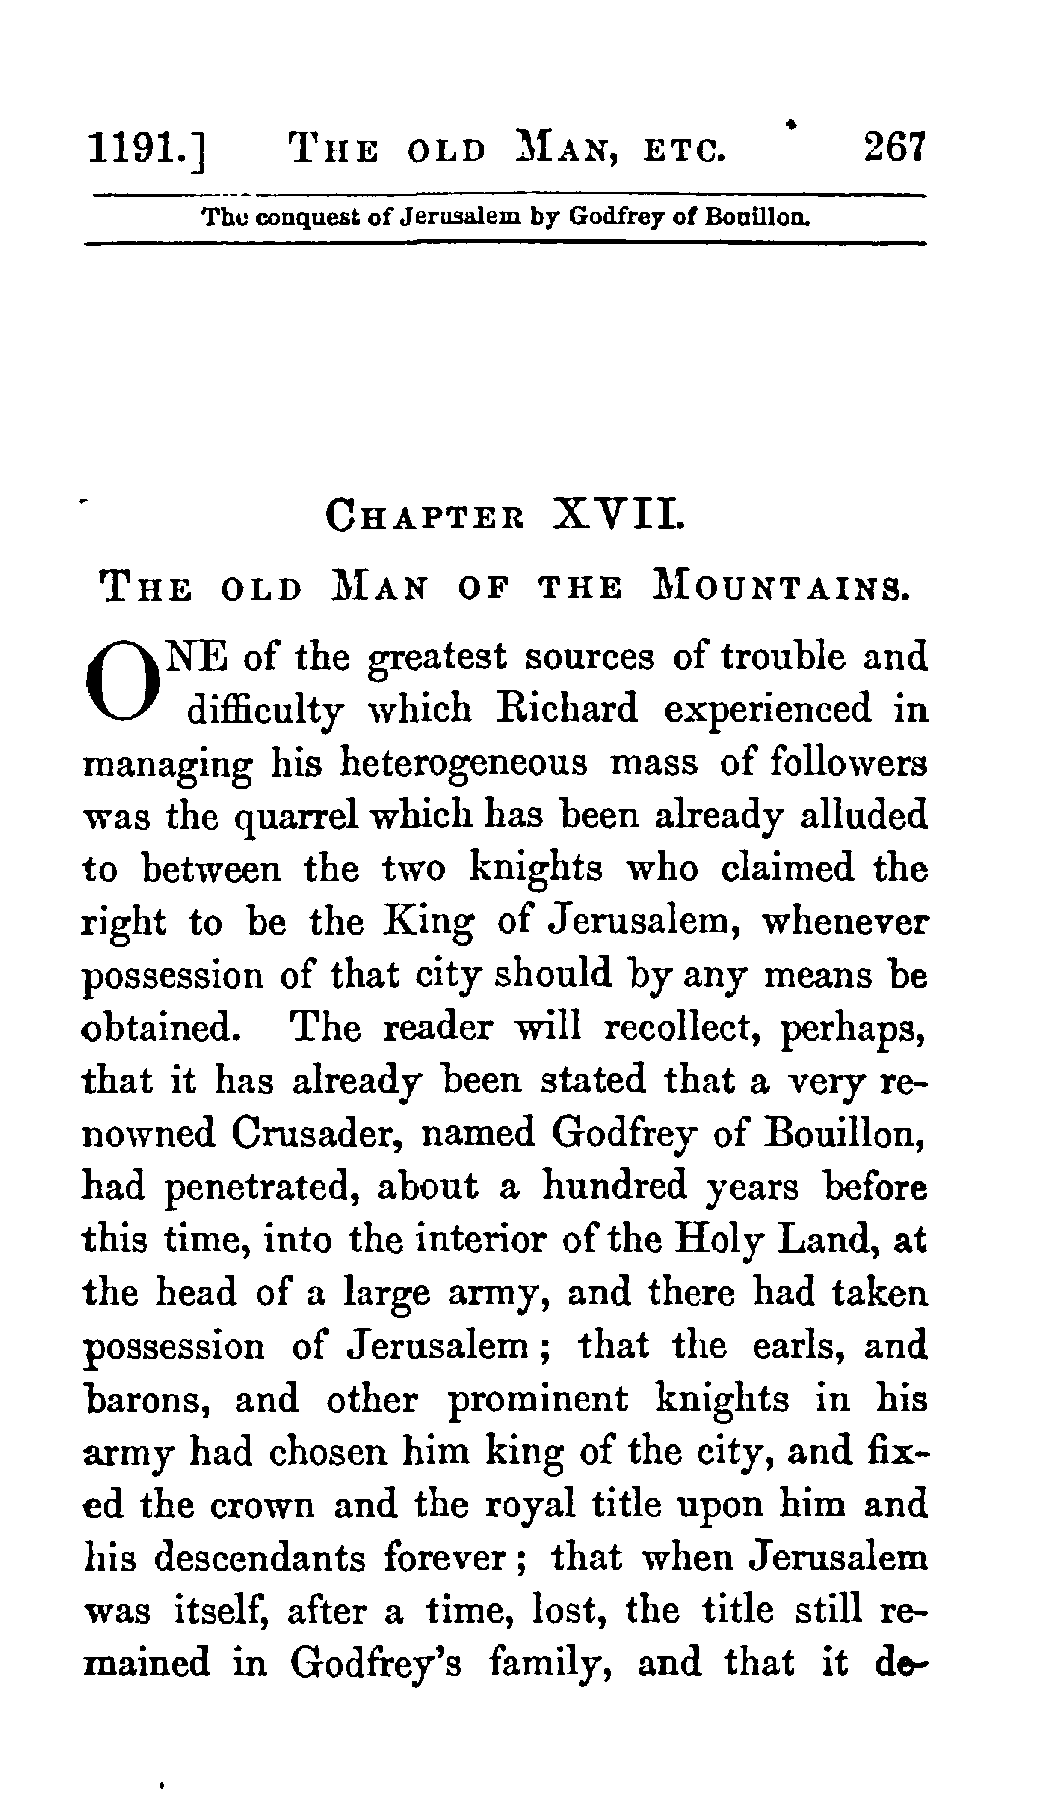 1191.] THE OLD MAN, ETC. 267
The conquest of Jerusalem by Godfrey of Bouillon.
CHAPTER XVII.
THE OLD MAN OF THE MOUNTAINS.
ONE of the greatest sources of trouble and
difficulty which Richard experienced in
managing his heterogeneous mass of followers
was the quarrel which has been already alluded
to between the two knights who claimed the
right to be the King of Jerusalem, whenever
possession of that city should by any means be
obtained. The reader will recollect, perhaps,
that it has already been stated that a very re-
nowned Crusader, named Godfrey of Bouillon,
had penetrated, about a hundred years before
this time, into the interior of the Holy Land, at
the head of a large army, and there had taken
possession of Jerusalem ; that the earls, and
barons, and other prominent knights in his
army had chosen him king of the city, and fix-
ed the crown and the royal title upon him and
his descendants forever ; that when Jerusalem
was itself, after a time, lost, the title still re-
mained in Godfrey's family, and that it de-